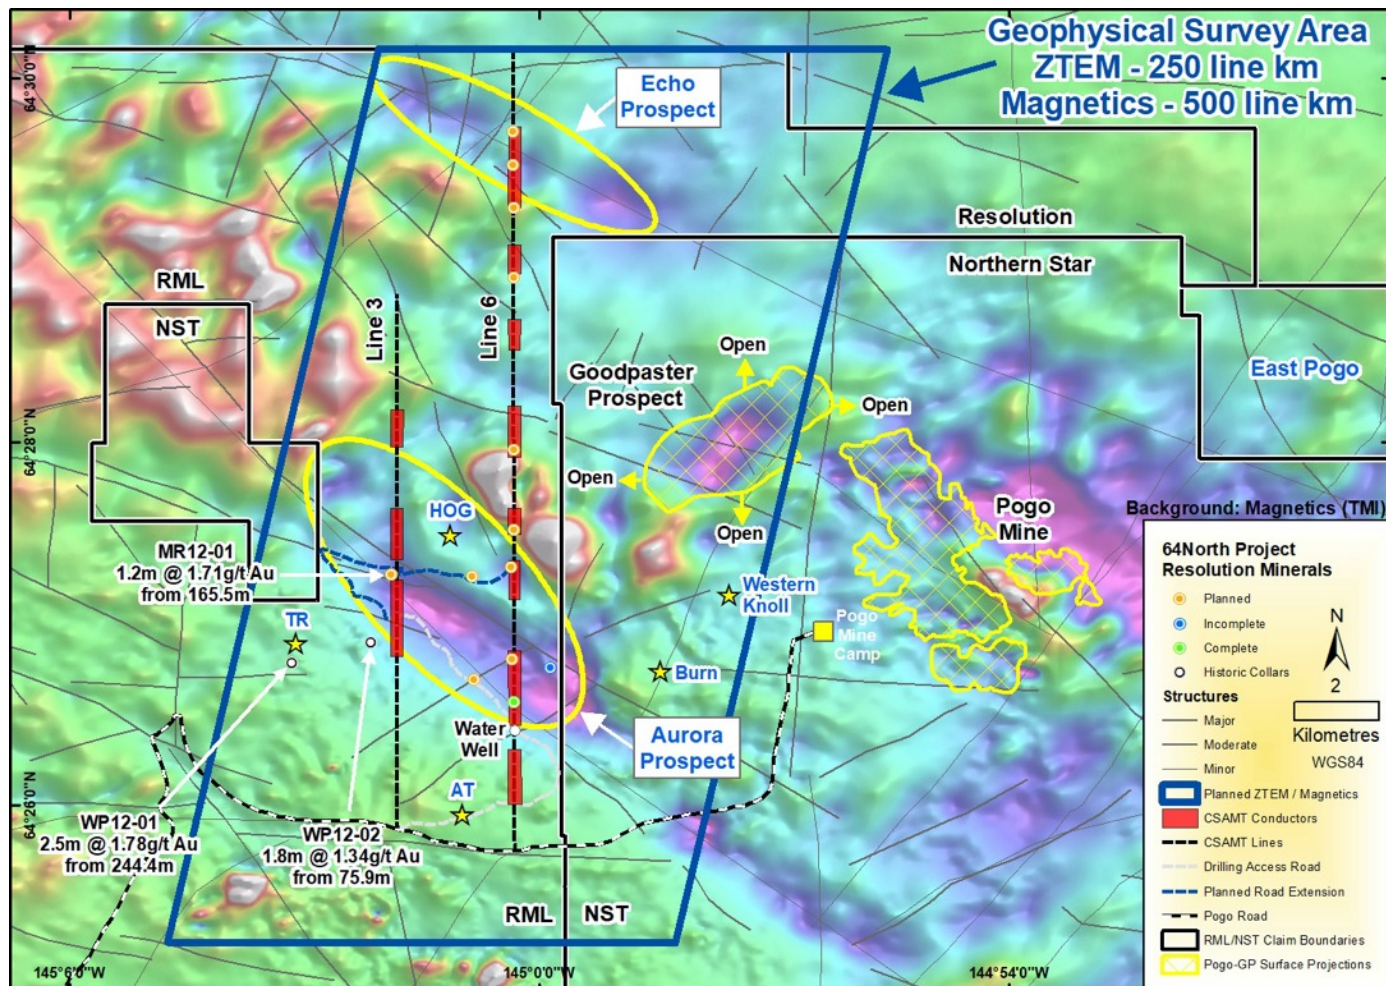 Geophysical Survey Area
ZTEM - 250 line km
Magnetics - 500 line km
64°30'0"N
Echo
Prospect
Resolution
Northern Star
RML
NST
Line 3
Line 6
Open
Goodpaster
Prospect
Open
East Pogo
64°28'0"N
Open
Open
HOG
Pogo
Mine
MR12-01
1.2m @ 1.71g/t Au
from 165.5m
TR
Western
Knoll
Pogo
Mine
Camp
Burn
Water
Well
Aurora
Prospect
AT
64°26'0"N
WP12-01
2.5m @ 1.78g/t Au
from 244.4m
WP12-02
1.8m @ 1.34g/t Au
from 75.9m
RML
NST
145°6'0"W
145°0'0"W
144°54'0"W
Background: Magnetics (TMI)
64North Project
Resolution Minerals
Planned
Incomplete
Complete
Historic Collars
Structures
Major
Moderate
Minor
N
2
Kilometres
WGS84
Planned ZTEM / Magnetics
CSAMT Conductors
CSAMT Lines
Drilling Access Road
Planned Road Extension
Pogo Road
RML/NST Claim Boundaries
Pogo-GP Surface Projections